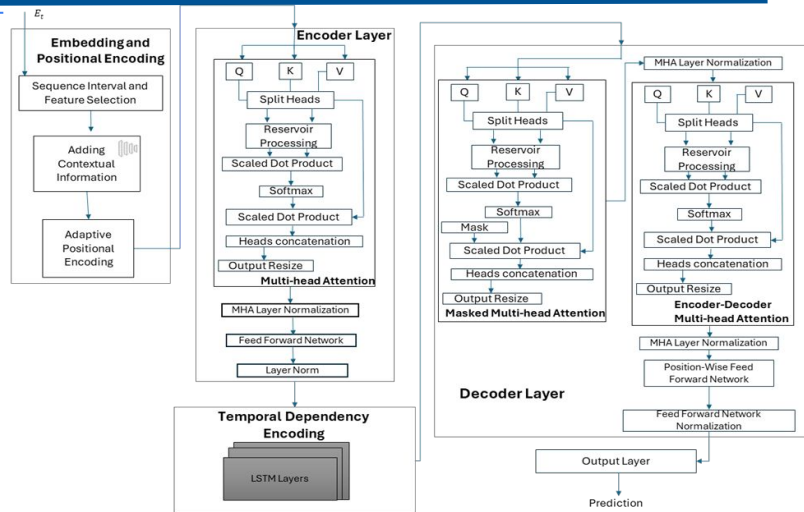 E_t
Embedding and
Positional Encoding
Sequence Interval and
Feature Selection
Adding
Contextual
Information
Adaptive
Positional
Encoding
Encoder Layer
Q
K
V
Split Heads
Reservoir
Processing
Scaled Dot Product
Softmax
Scaled Dot Product
Heads concatenation
Output Resize
Multi-head Attention
MHA Layer Normalization
Feed Forward Network
Layer Norm
Temporal Dependency
Encoding
LSTM Layers
Q
K
V
Split Heads
Reservoir
Processing
Scaled Dot Product
Softmax
Mask
Scaled Dot Product
Heads concatenation
Output Resize
Masked Multi-head Attention
MHA Layer Normalization
Q
K
V
Split Heads
Reservoir
Processing
Scaled Dot Product
Softmax
Scaled Dot Product
Heads concatenation
Output Resize
Encoder-Decoder
Multi-head Attention
MHA Layer Normalization
Position-Wise Feed
Forward Network
Decoder Layer
Feed Forward Network
Normalization
Output Layer
Prediction